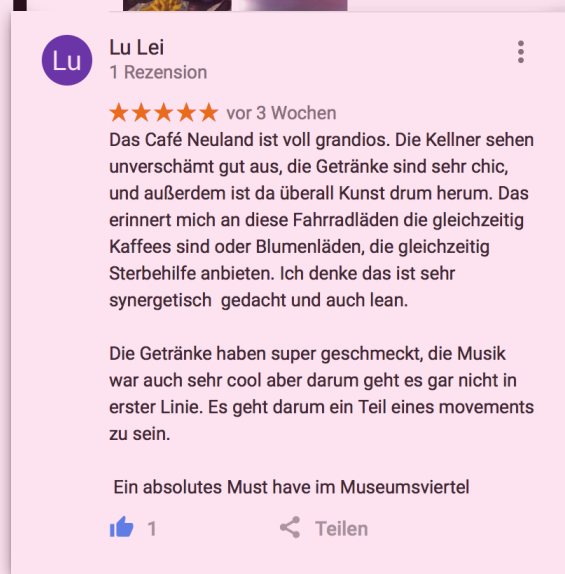 Lu
Lu Lei
1 Rezension
vor 3 Wochen
Das Café Neuland ist voll grandios. Die Kellner sehen
unverschämt gut aus, die Getränke sind sehr chic,
und außerdem ist da überall Kunst drum herum. Das
erinnert mich an diese Fahrradläden die gleichzeitig
Kaffees sind oder Blumenläden, die gleichzeitig
Sterbehilfe anbieten. Ich denke das ist sehr
synergetisch  gedacht und auch lean.
Die Getränke haben super geschmeckt, die Musik
war auch sehr cool aber darum geht es gar nicht in
erster Linie. Es geht darum ein Teil eines movements
zu sein.
Ein absolutes Must have im Museumsviertel
1 Teilen